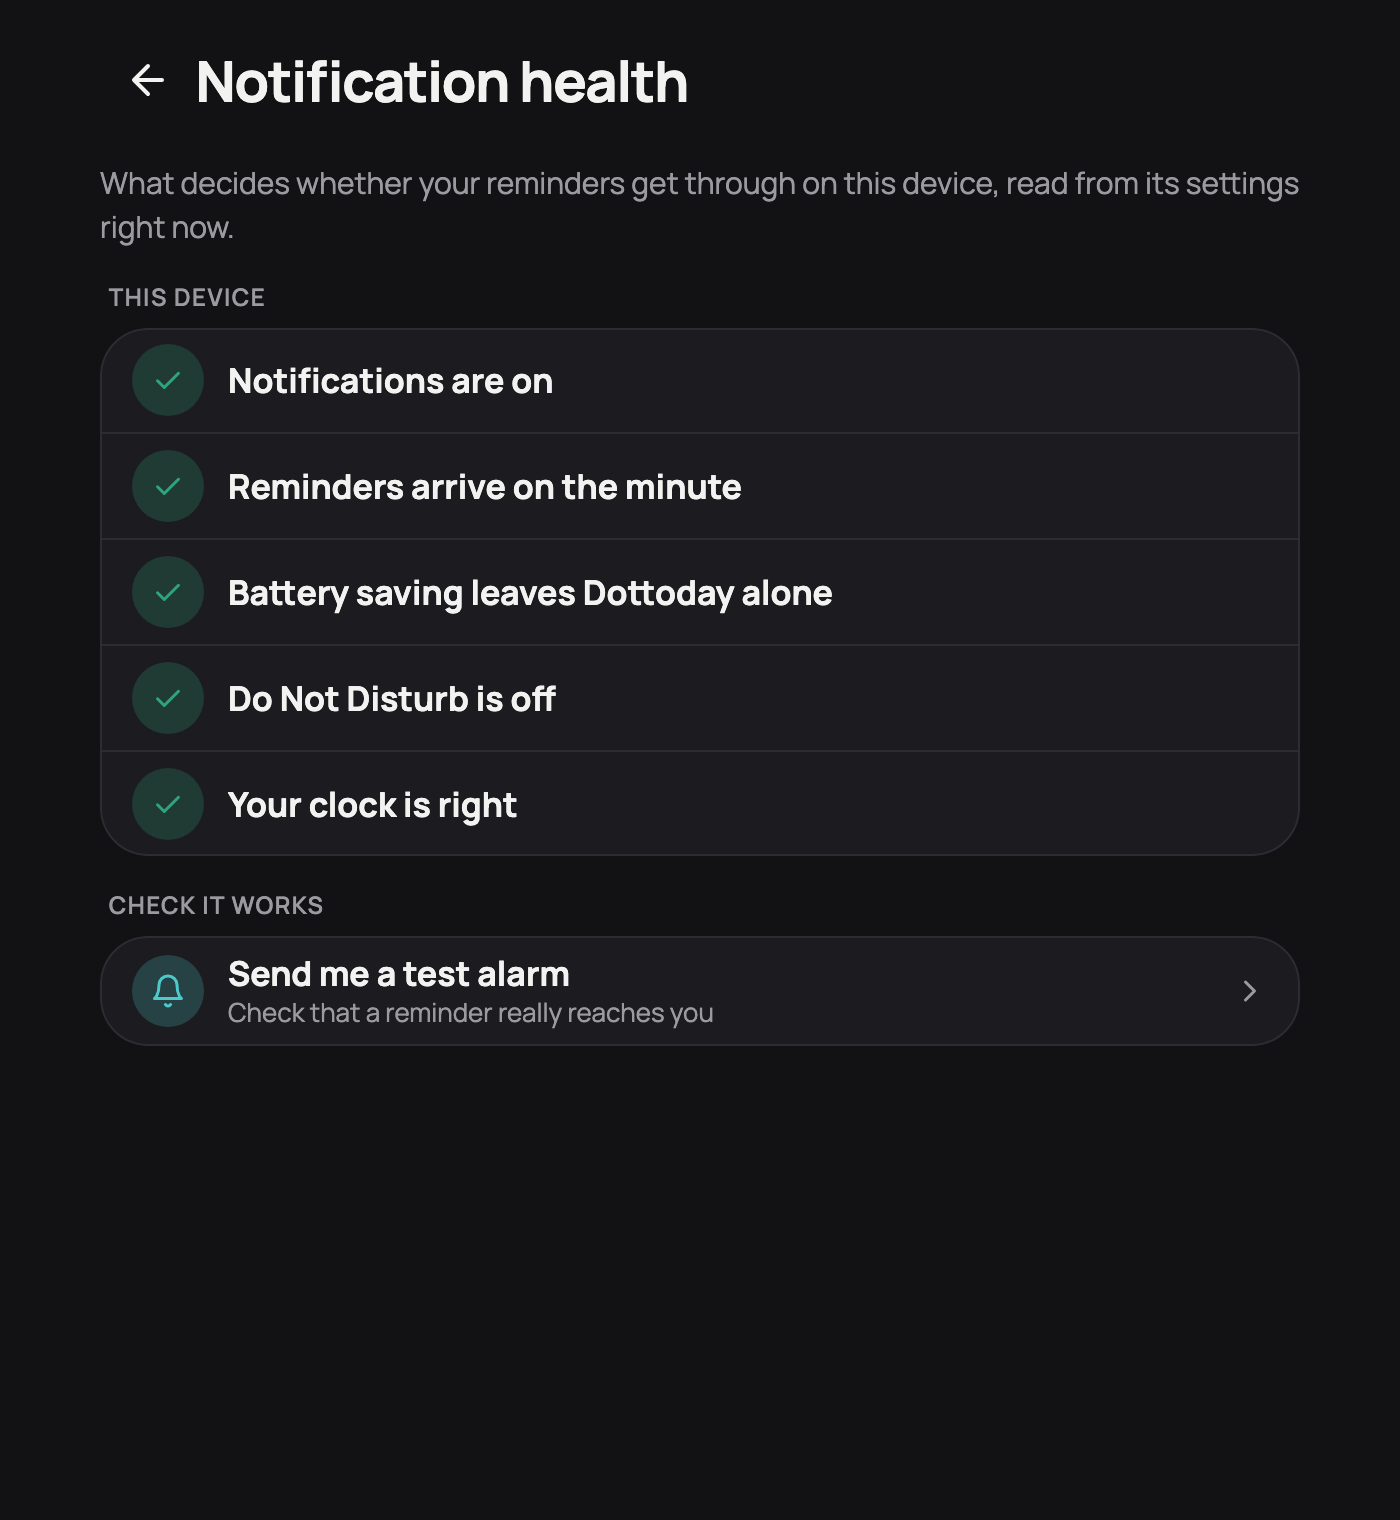 Notification health
What decides whether your reminders get through on this device, read from its settings
right now.
THIS DEVICE
Notifications are on
Reminders arrive on the minute
Battery saving leaves Dottoday alone
Do Not Disturb is off
Your clock is right
CHECK IT WORKS
Send me a test alarm
Check that a reminder really reaches you